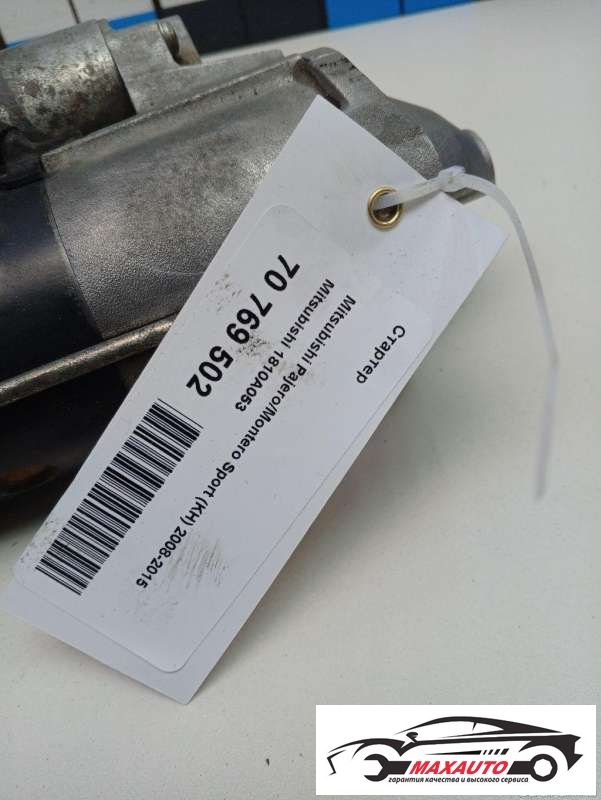 Стартер
Mitsubishi Pajero/Montero Sport (KH) 2008-2015
Mitsubishi 1810A053
70 769 502
MAXAUTO
гарантия качества и высокого сервиса